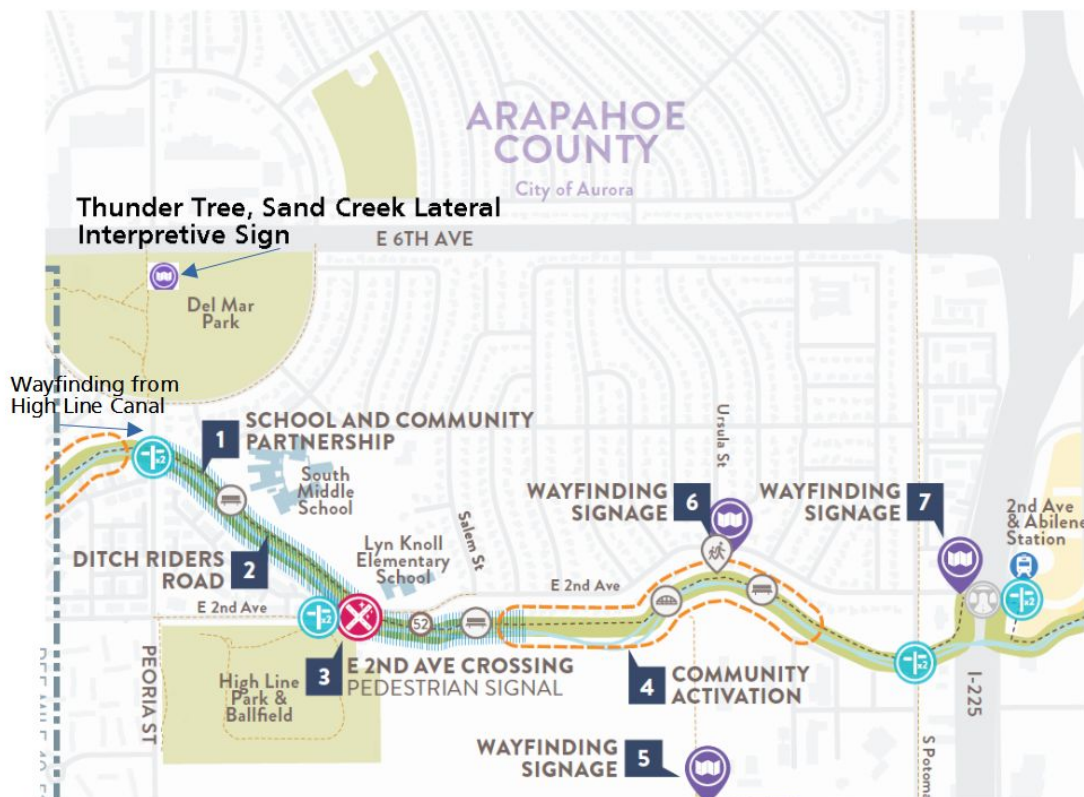 ARAPAHOE
COUNTY
City of Aurora
Thunder Tree, Sand Creek Lateral
Interpretive Sign
E 6TH AVE
Del Mar
Park
Wayfinding from
High Line Canal
x2
1
SCHOOL AND COMMUNITY
PARTNERSHIP
South
Middle
School
DITCH RIDERS
ROAD
2
Lyn Knoll
Elementary
School
Salem St
Ursula St
WAYFINDING
SIGNAGE
6
WAYFINDING
SIGNAGE
7
2nd Ave
& Abilene
Station
x2
E 2nd Ave
E 2nd Ave
x2
52
3
E 2ND AVE CROSSING
PEDESTRIAN SIGNAL
4
COMMUNITY
ACTIVATION
x2
High Line
Park &
Ballfield
PEORIA ST
I-225
WAYFINDING
SIGNAGE
5